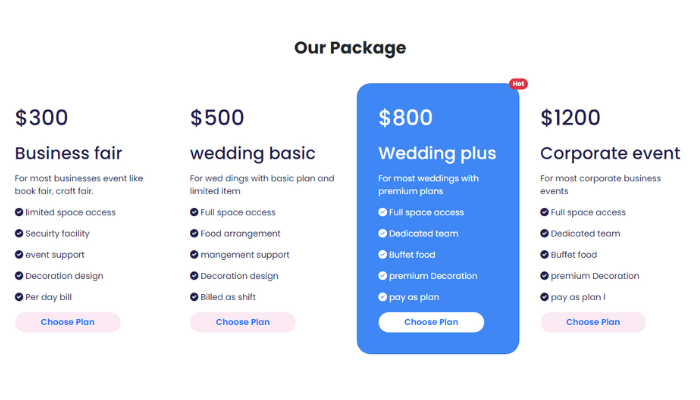 Our Package
Hot
$300
Business fair
For most businesses event like
book fair, craft fair.
limited space access
Secuirty facility
event support
Decoration design
Per day bill
Choose Plan
$500
wedding basic
For wed dings with basic plan and
limited item
Full space access
Food arrangement
mangement support
Decoration design
Billed as shift
Choose Plan
$800
Wedding plus
For most weddings with
premium plans
Full space access
Dedicated team
Buffet food
premium Decoration
pay as plan
Choose Plan
$1200
Corporate event
For most corporate business
events
Full space access
Dedicated team
Buffet food
premium Decoration
pay as plan l
Choose Plan